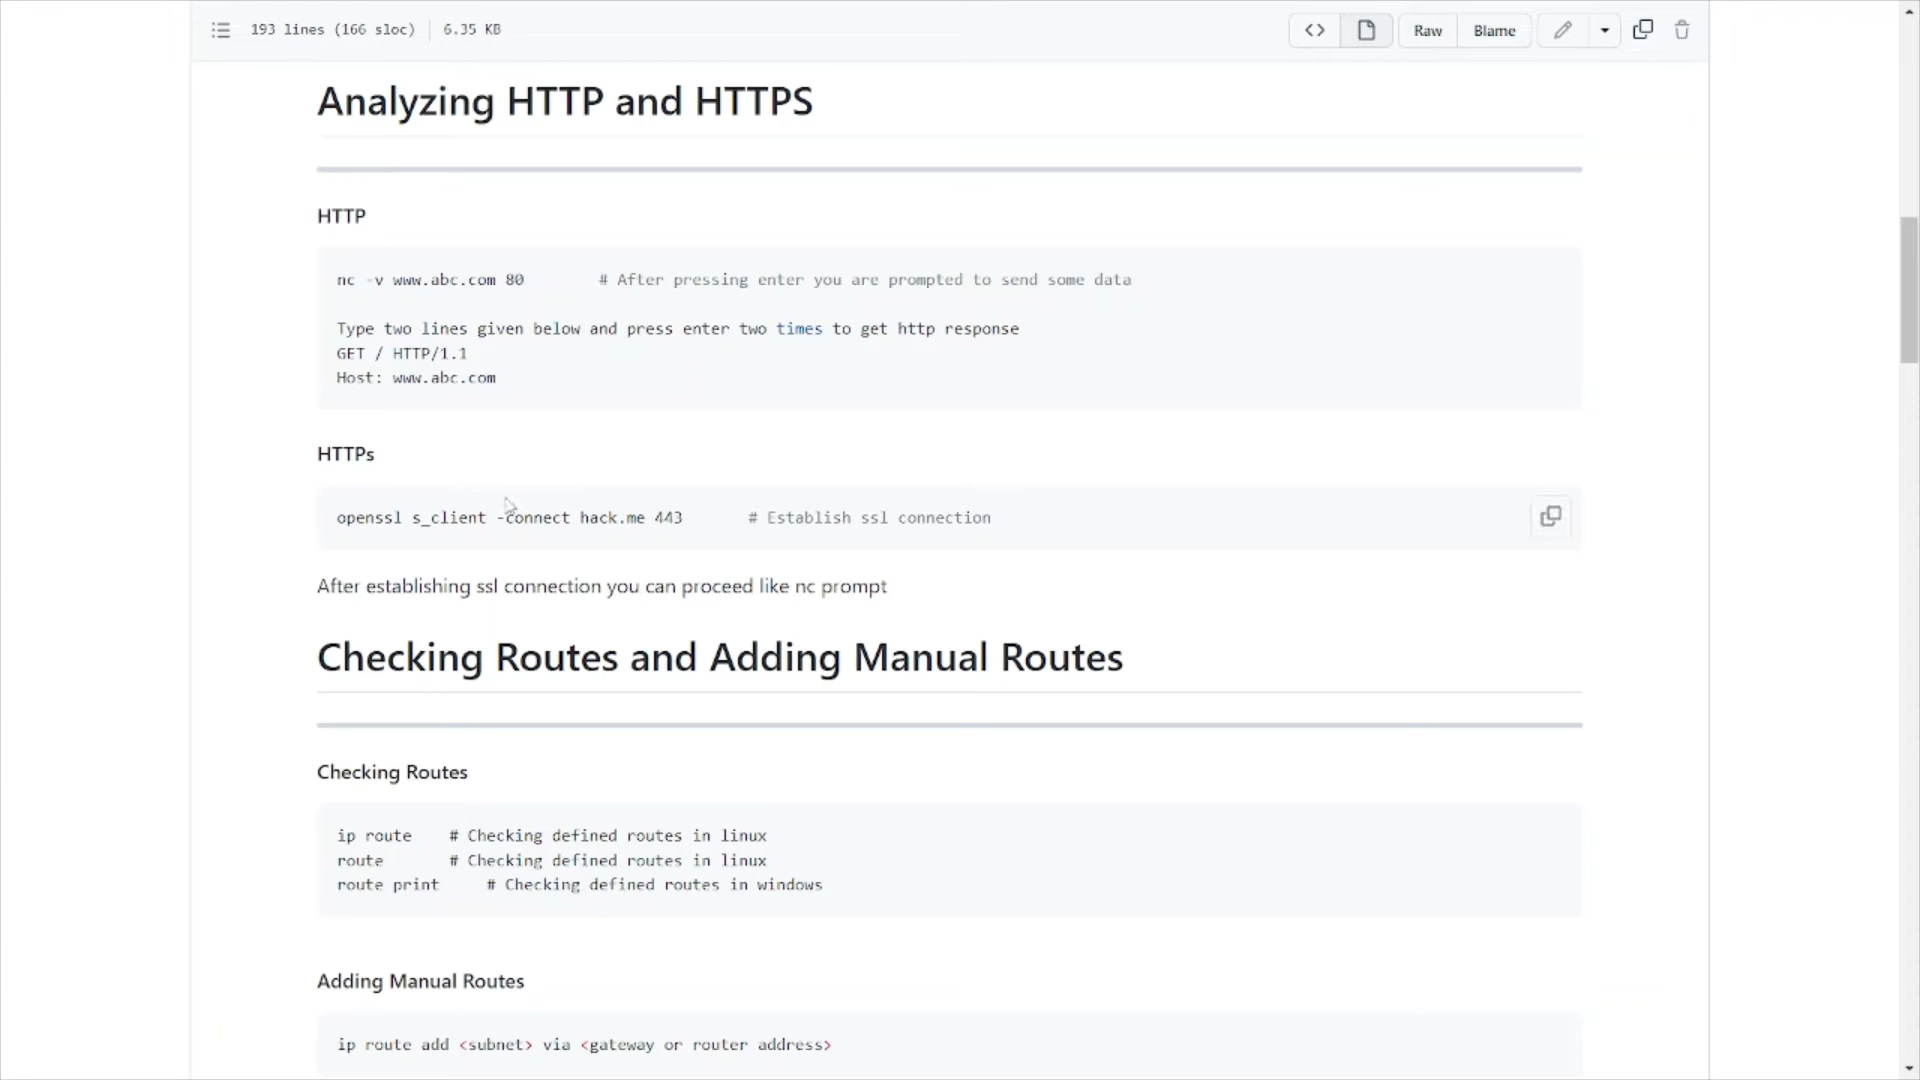 193 lines (166 sloc) 6.35 KB Raw Blame
Analyzing HTTP and HTTPS
HTTP
nc -v www.abc.com 80 # After pressing enter you are prompted to send some data
Type two lines given below and press enter two times to get http response
GET / HTTP/1.1
Host: www.abc.com
HTTPs
openssl s_client -connect hack.me 443 # Establish ssl connection
After establishing ssl connection you can proceed like nc prompt
Checking Routes and Adding Manual Routes
Checking Routes
ip route # Checking defined routes in linux
route # Checking defined routes in linux
route print # Checking defined routes in windows
Adding Manual Routes
ip route add <subnet> via <gateway or router address>